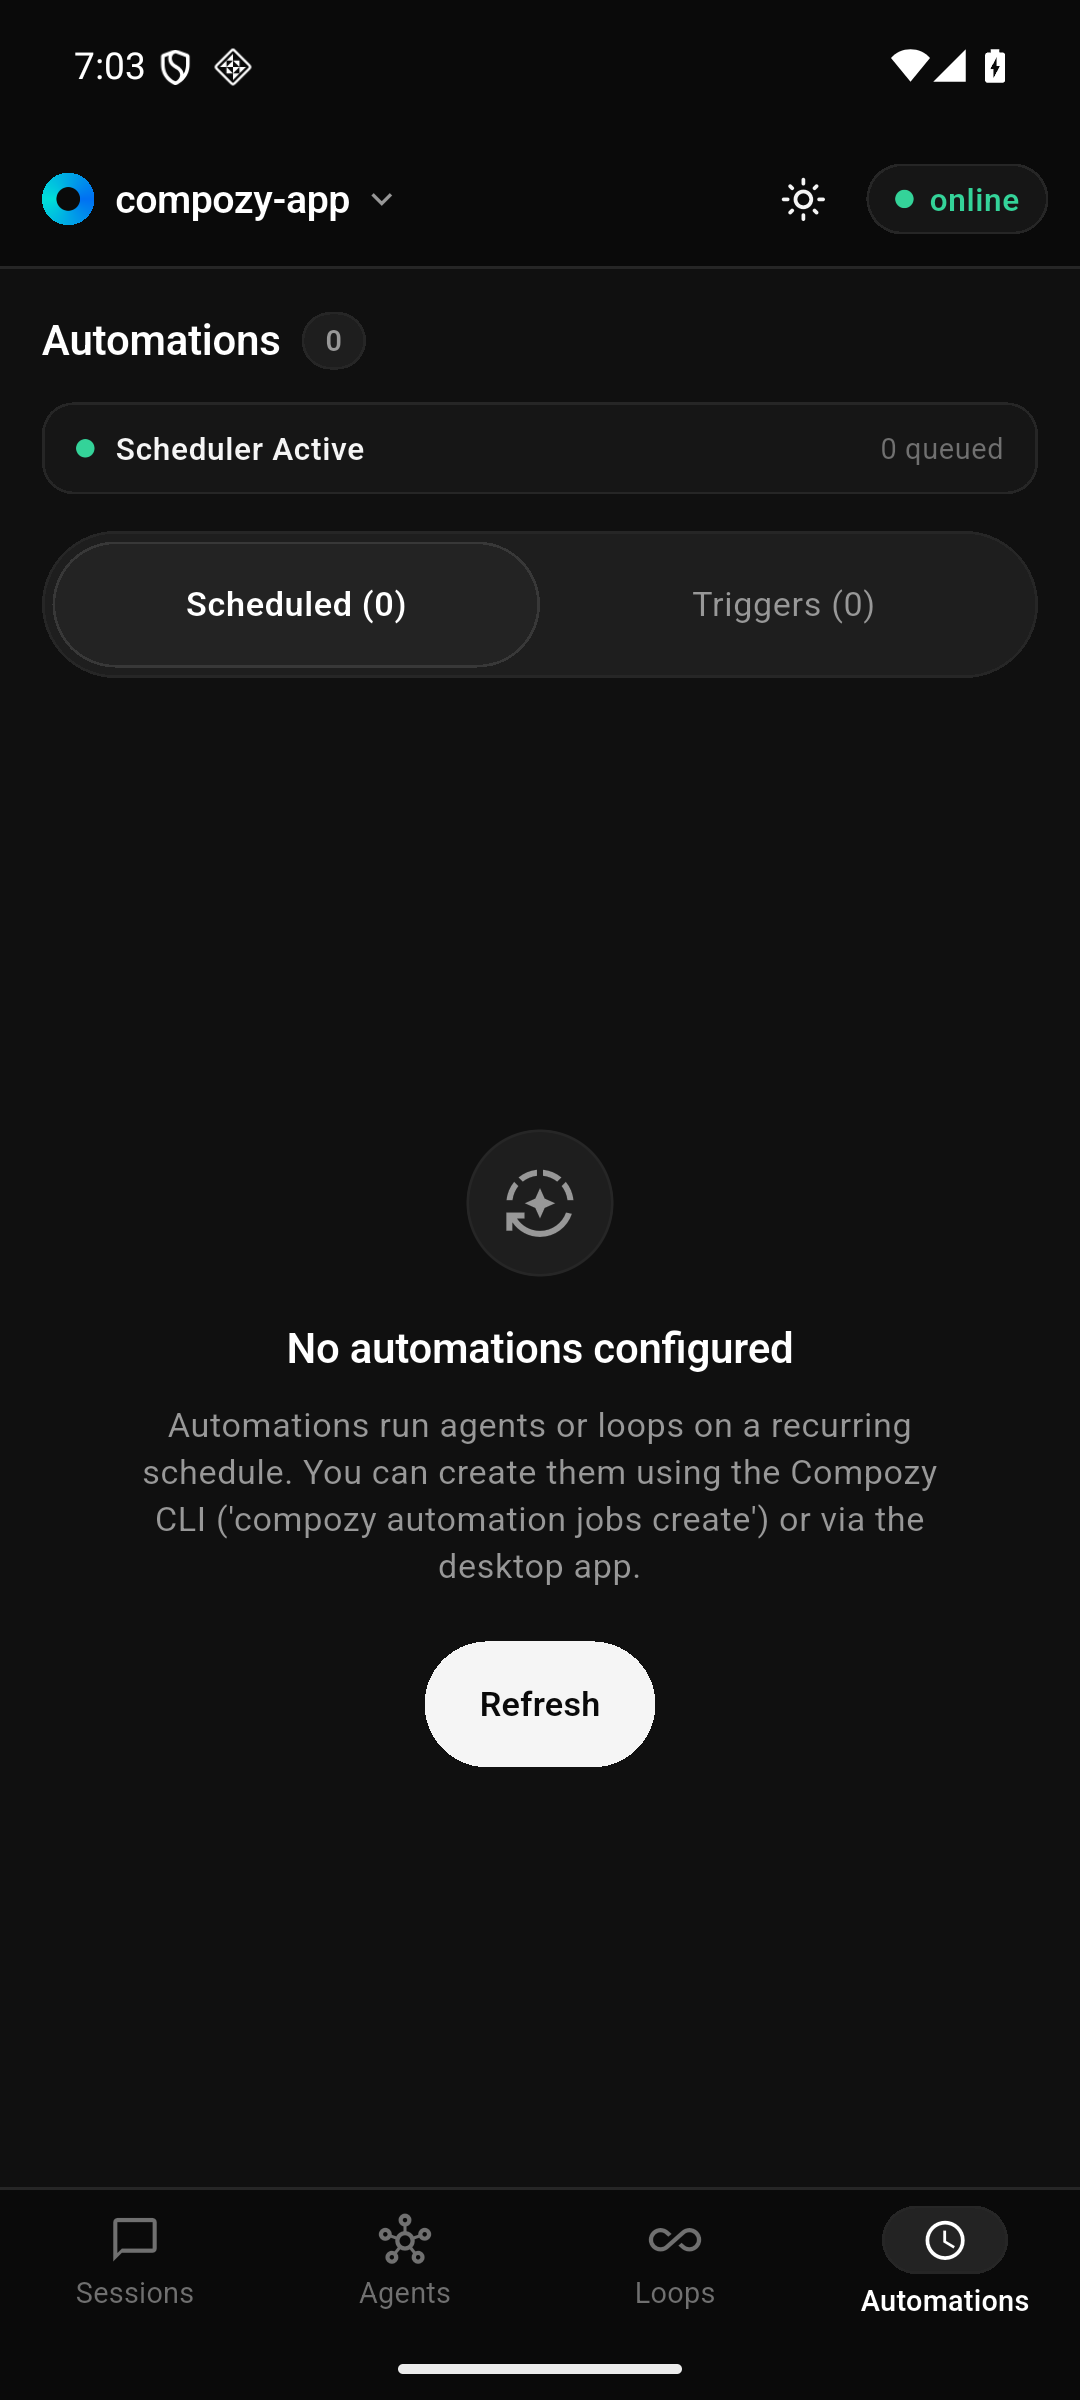 7:03
compozy-app
online
Automations 0
Scheduler Active 0 queued
Scheduled (0) Triggers (0)
No automations configured
Automations run agents or loops on a recurring
schedule. You can create them using the Compozy
CLI ('compozy automation jobs create') or via the
desktop app.
Refresh
Sessions Agents Loops Automations